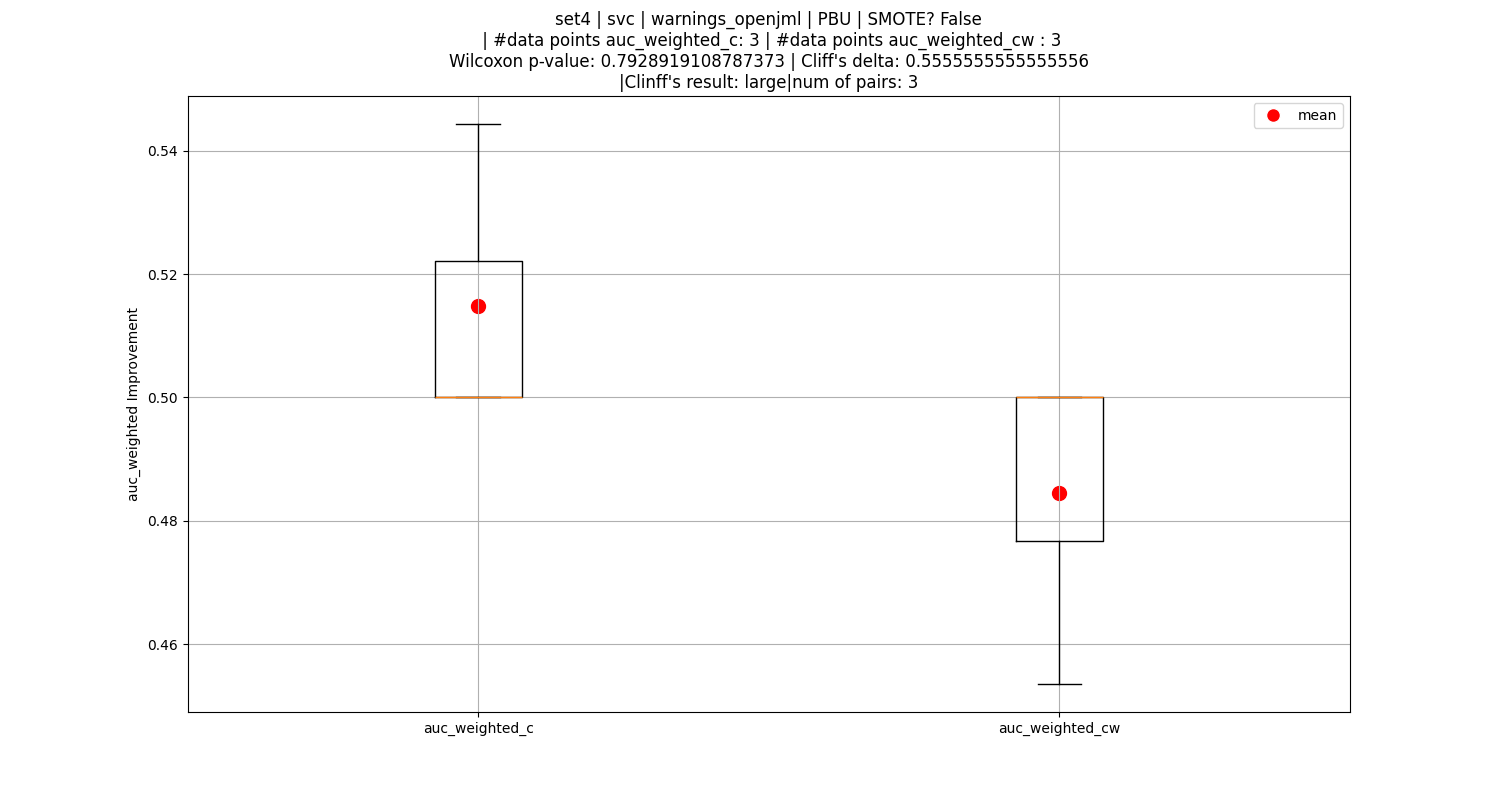 set4 | svc | warnings_openjml | PBU | SMOTE? False
| #data points auc_weighted_c: 3 | #data points auc_weighted_cw : 3
Wilcoxon p-value: 0.7928919108787373 | Cliff's delta: 0.5555555555555556
|Clinff's result: large|num of pairs: 3
mean
0.54
0.52
0.50
0.48
0.46
auc_weighted Improvement
auc_weighted_c
auc_weighted_cw